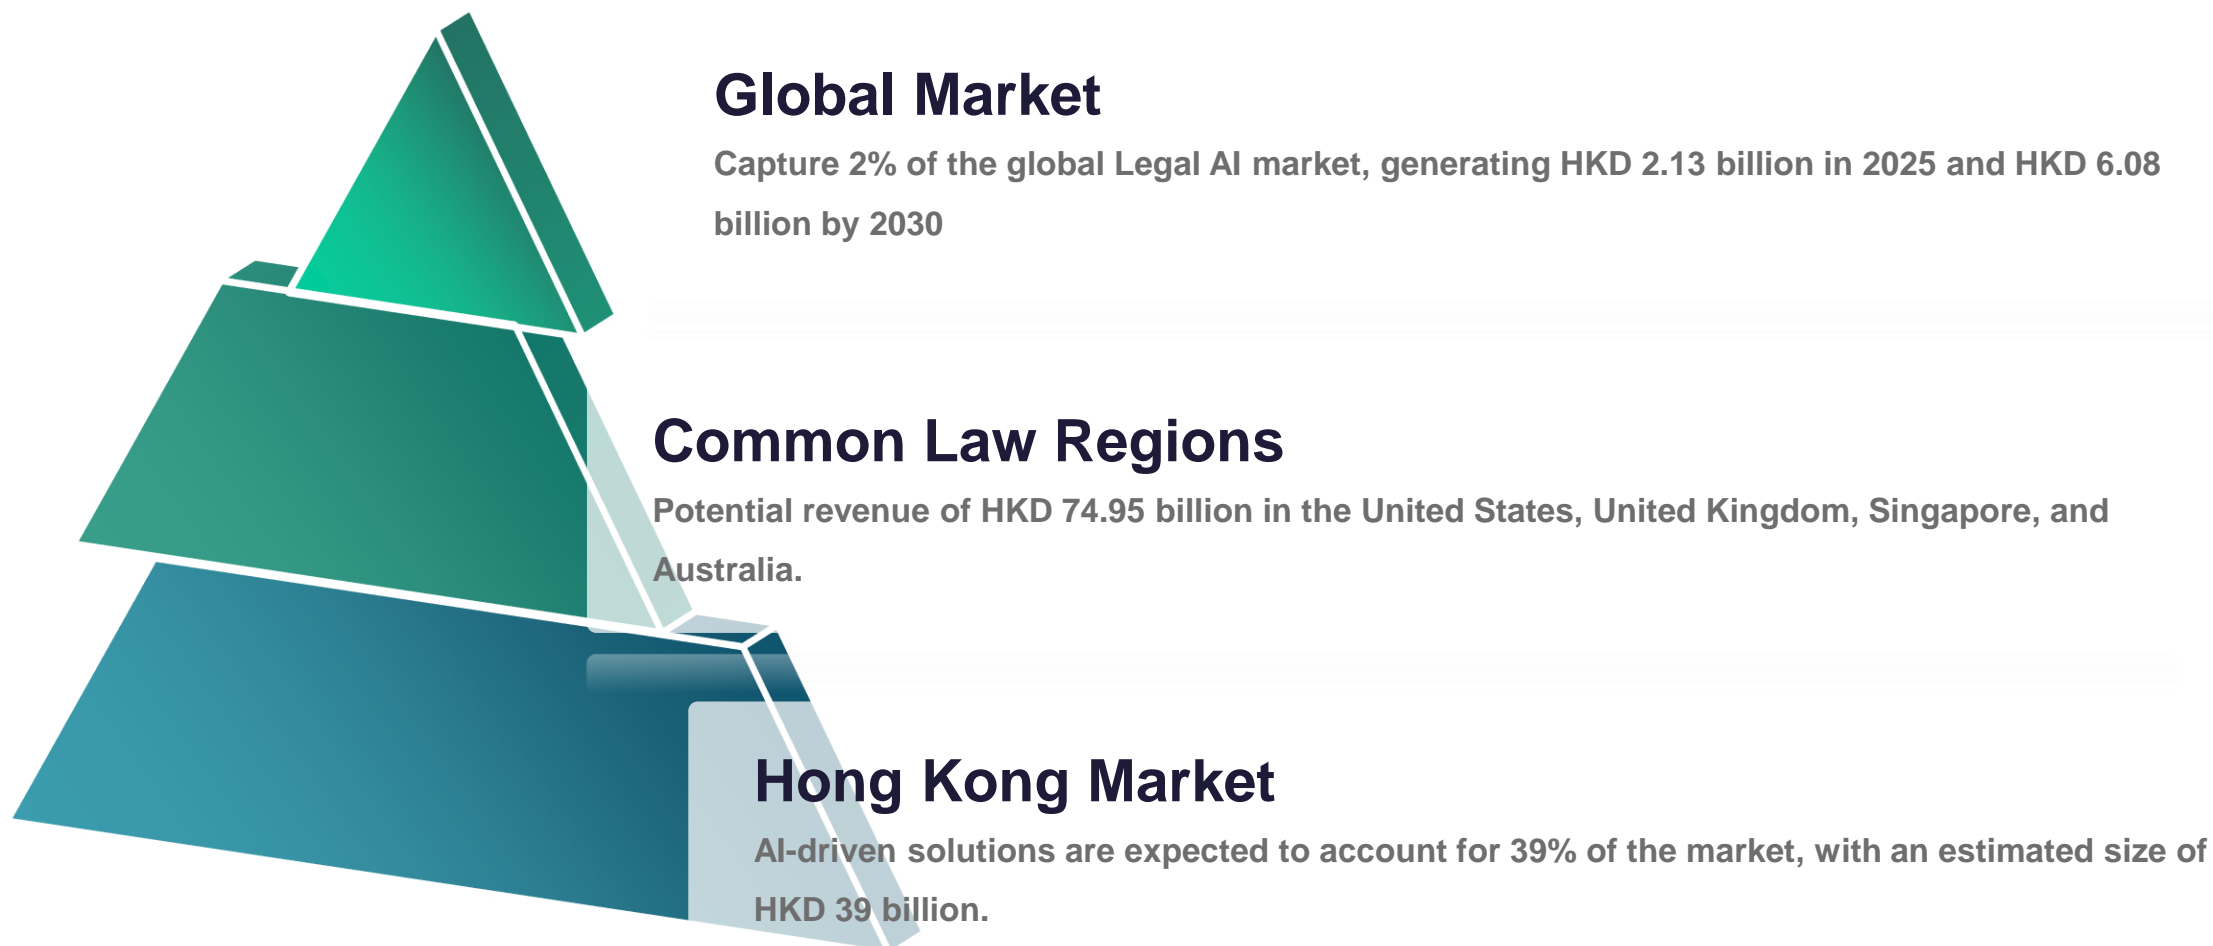 Global Market
Capture 2% of the global Legal AI market, generating HKD 2.13 billion in 2025 and HKD 6.08
billion by 2030
Common Law Regions
Potential revenue of HKD 74.95 billion in the United States, United Kingdom, Singapore, and
Australia.
Hong Kong Market
AI-driven solutions are expected to account for 39% of the market, with an estimated size of
HKD 39 billion.